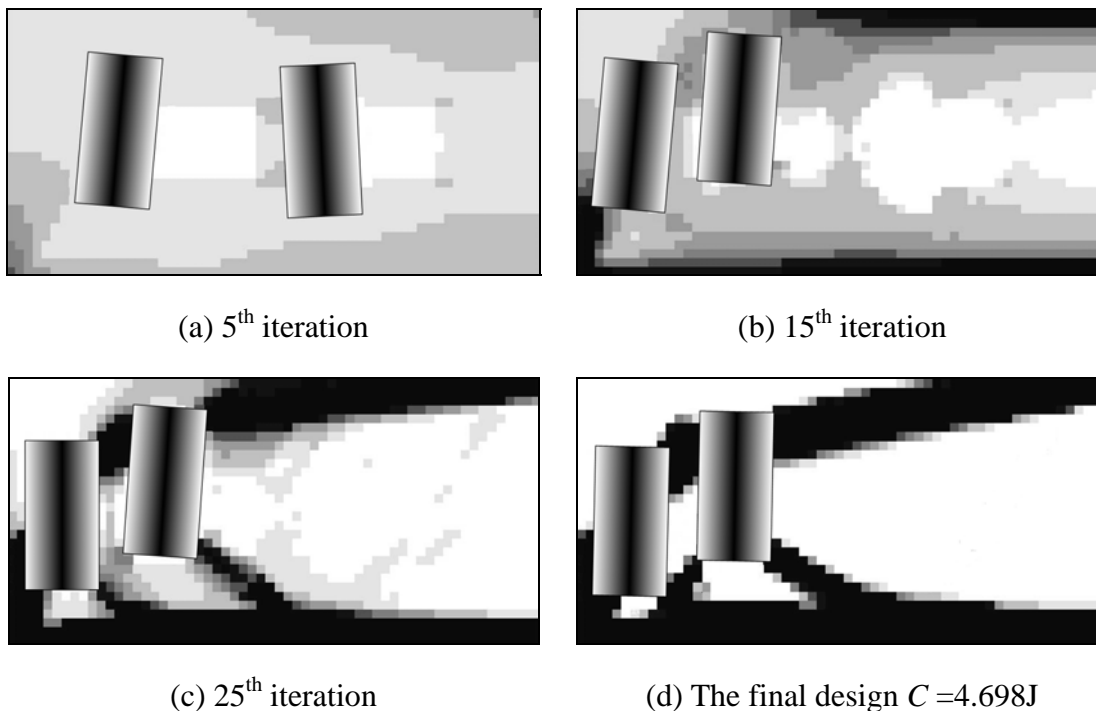 (a) 5th iteration
(b) 15th iteration
(c) 25th iteration
(d) The final design C =4.698J